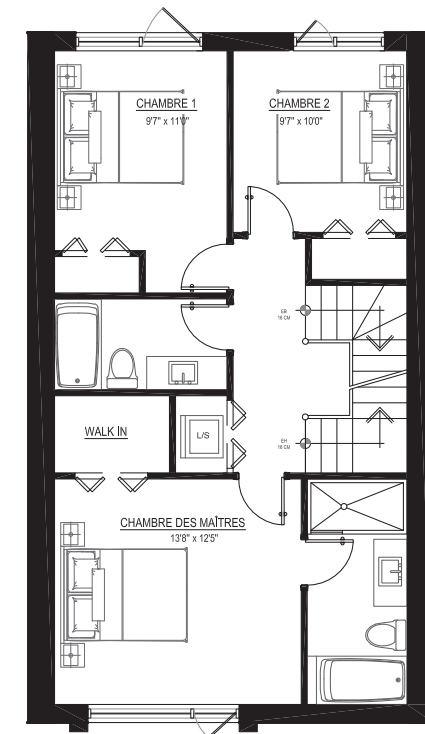 CHAMBRE 1
9'7" x 11'0"
CHAMBRE 2
9'7" x 10'0"
EB
16 CM
WALK IN
L/S
EH
16 CM
CHAMBRE DES MAÎTRES
13'8" x 12'5"